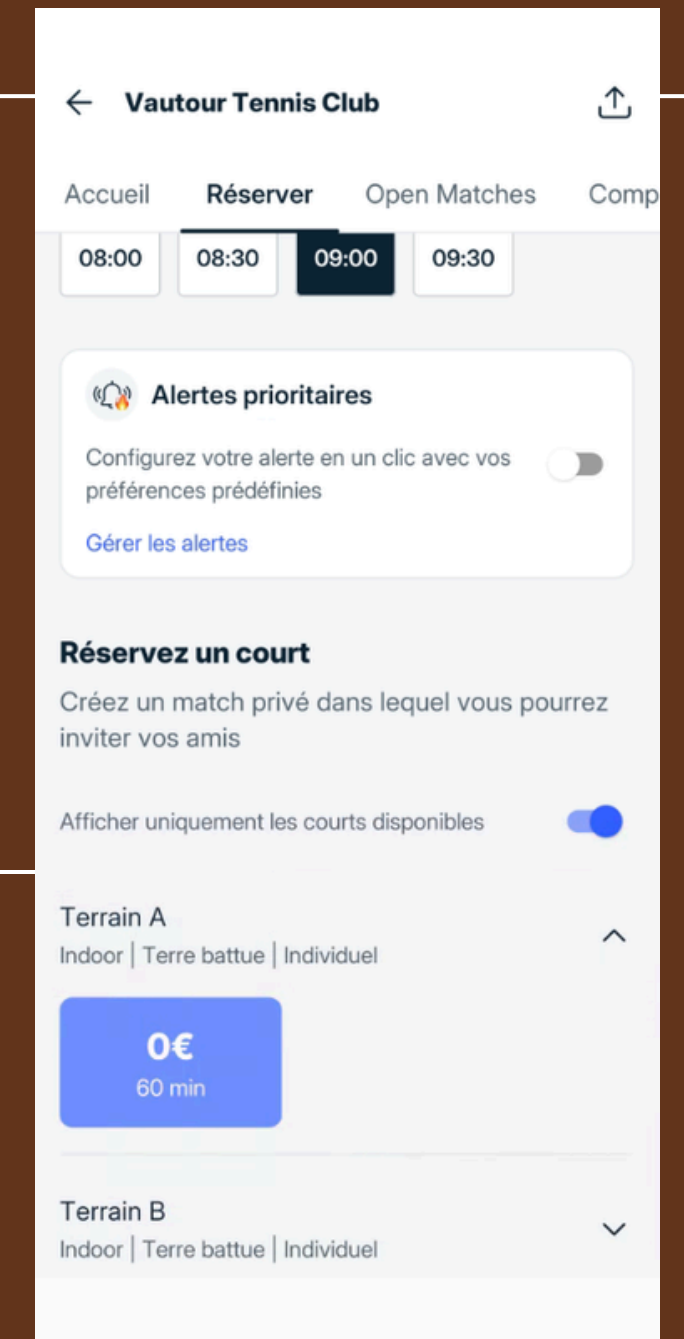 Vautour Tennis Club
Accueil Réserver Open Matches Comp
08:00 08:30 09:00 09:30
Alertes prioritaires
Configurez votre alerte en un clic avec vos
préférences prédéfinies
Gérer les alertes
Réservez un court
Créez un match privé dans lequel vous pourrez
inviter vos amis
Afficher uniquement les courts disponibles
Terrain A
Indoor | Terre battue | Individuel
0€
60 min
Terrain B
Indoor | Terre battue | Individuel